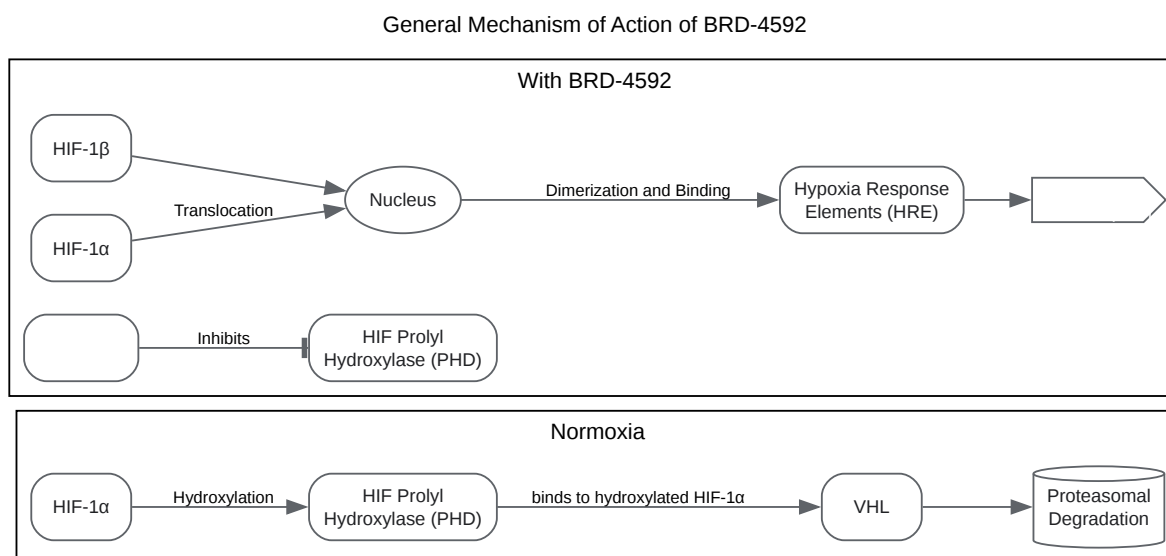 General Mechanism of Action of BRD-4592
With BRD-4592
HIF-1β
HIF-1α
Translocation
Nucleus
Dimerization and Binding
Hypoxia Response
Elements (HRE)
Inhibits
HIF Prolyl
Hydroxylase (PHD)
Normoxia
HIF-1α
Hydroxylation
HIF Prolyl
Hydroxylase (PHD)
binds to hydroxylated HIF-1α
VHL
Proteasomal
Degradation